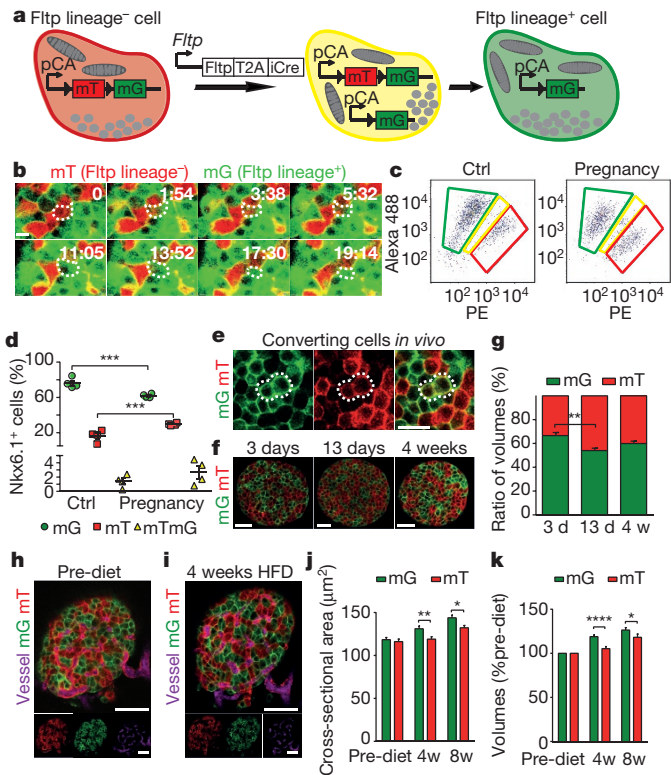 a Fltp lineage⁻ cell
Fltp lineage⁺ cell
Fltp
Fltp T2A iCre
pCA
mT mG
pCA
mT mG
pCA
mG
pCA
mG
b mT (Fltp lineage⁻) mG (Fltp lineage⁺)
0 1:54 3:38 5:32
11:05 13:52 17:30 19:14
c Ctrl Pregnancy
Alexa 488
10⁴
10³
10²
10² 10³ 10⁴
PE
10⁴
10³
10²
10² 10³ 10⁴
PE
d
Nkx6.1⁺ cells (%)
100
60
20
4
2
0
***
***
Ctrl Pregnancy
mG mT mTmG
e Converting cells in vivo
mG mT
f 3 days 13 days 4 weeks
mG mT
g
mG mT
Ratio of volumes (%)
80
60
40
20
0
**
3 d 13 d 4 w
h Pre-diet
Vessel mG mT
i 4 weeks HFD
Vessel mG mT
j
mG mT
Cross-sectional area (μm²)
150
100
50
0
** *
Pre-diet 4w 8w
k
mG mT
Volumes (%pre-diet)
150
100
50
0
**** *
Pre-diet 4w 8w